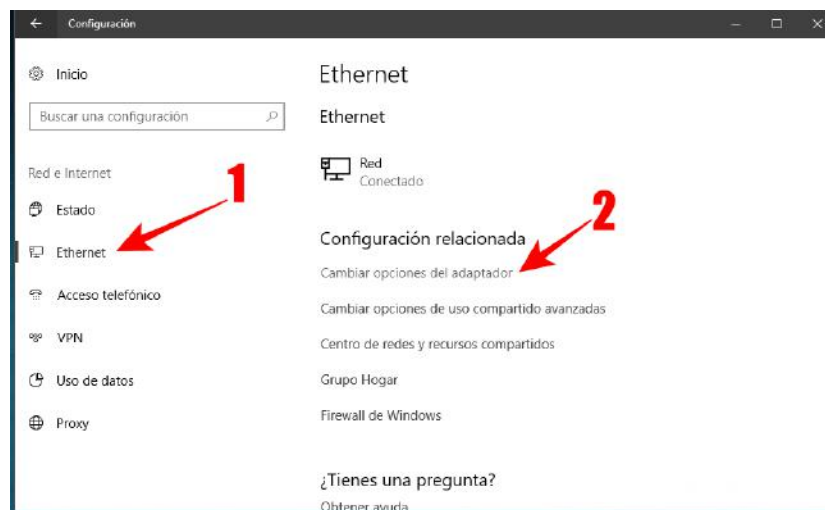 Configuración
Inicio
Buscar una configuración
Red e Internet
Estado
Ethernet
Acceso telefónico
VPN
Uso de datos
Proxy
1
Ethernet
Ethernet
Red
Conectado
Configuración relacionada
2
Cambiar opciones del adaptador
Cambiar opciones de uso compartido avanzadas
Centro de redes y recursos compartidos
Grupo Hogar
Firewall de Windows
¿Tienes una pregunta?
Obtener ayuda